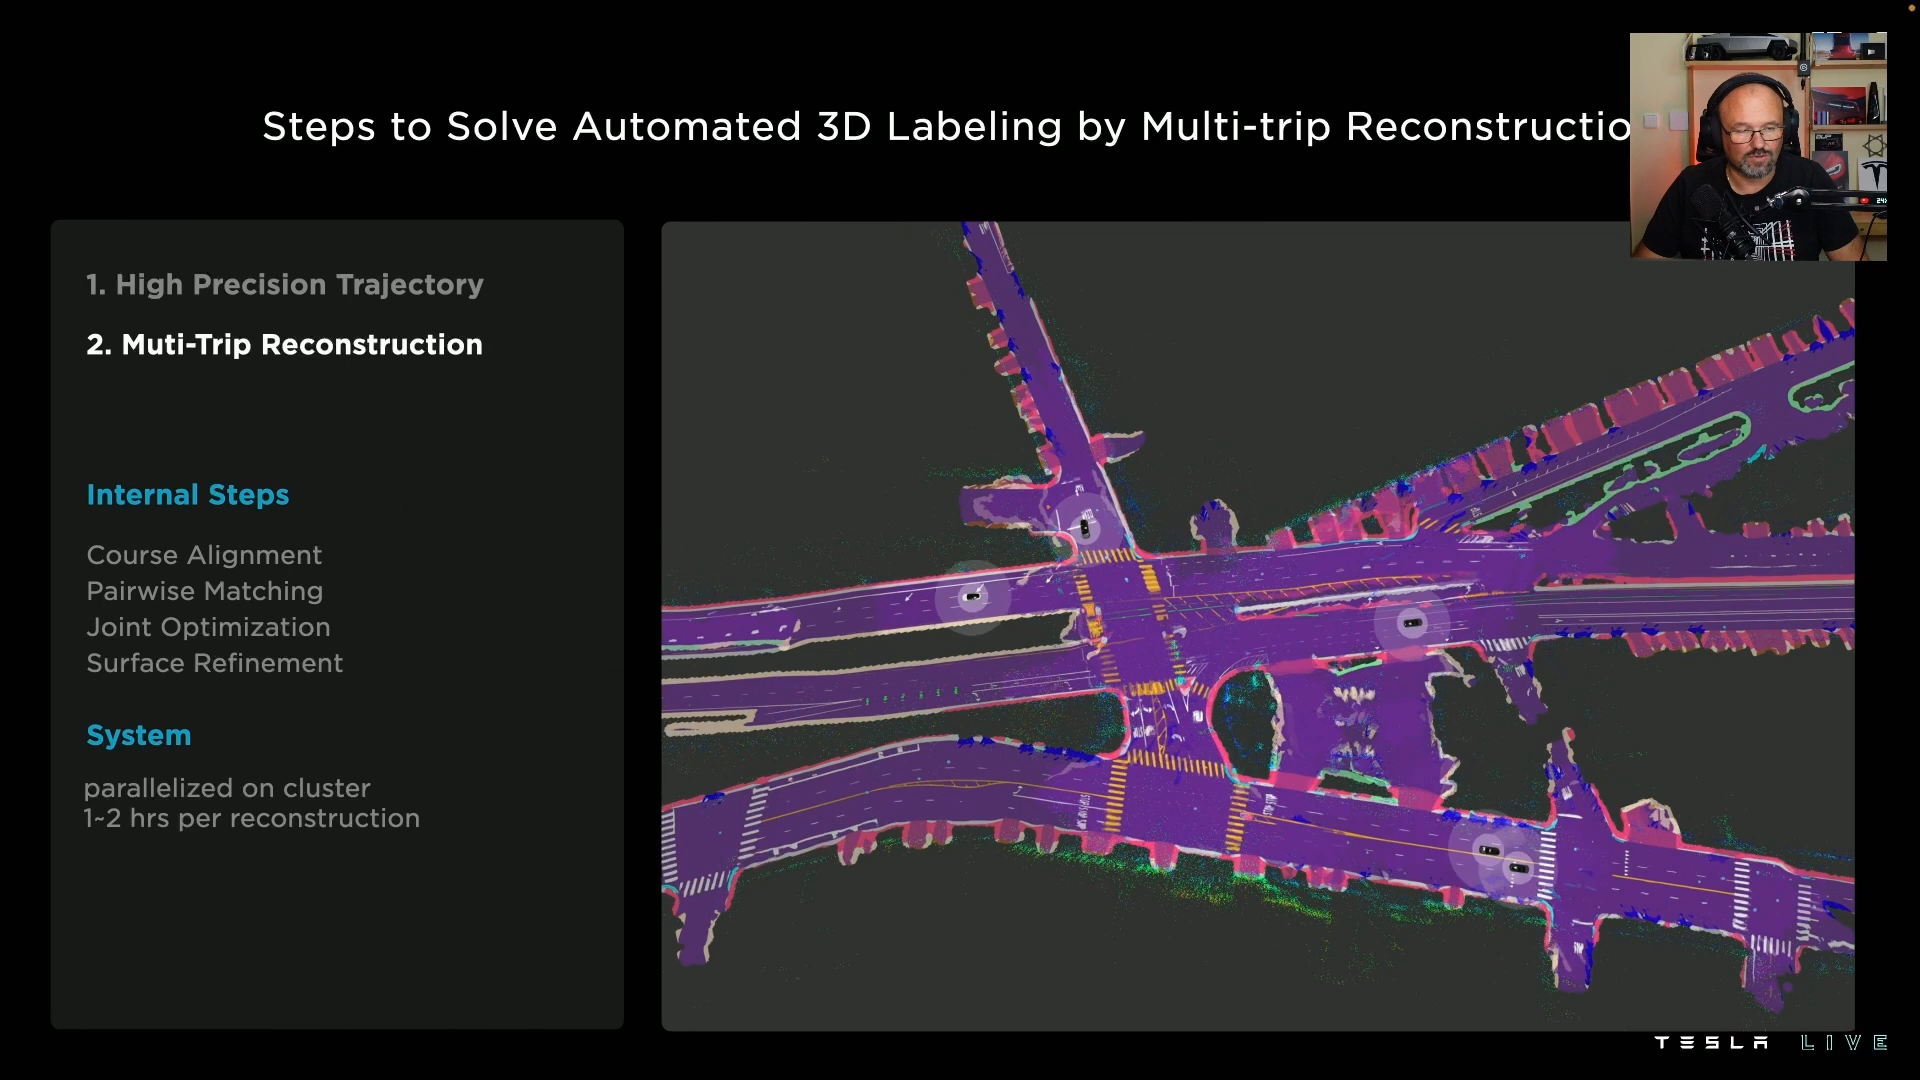 Steps to Solve Automated 3D Labeling by Multi-trip Reconstructio
1. High Precision Trajectory
2. Muti-Trip Reconstruction
Internal Steps
Course Alignment
Pairwise Matching
Joint Optimization
Surface Refinement
System
parallelized on cluster
1~2 hrs per reconstruction
TESLA LIVE